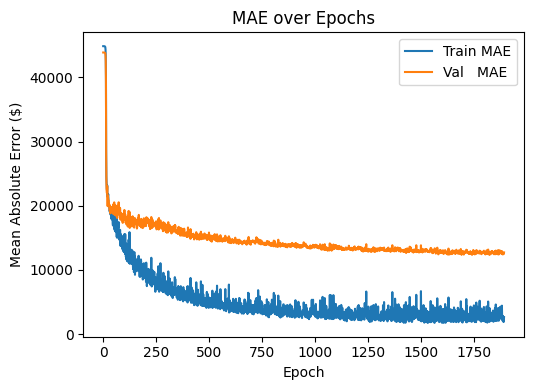 MAE over Epochs
Train MAE
Val MAE
Mean Absolute Error ($)
40000
30000
20000
10000
0
0 250 500 750 1000 1250 1500 1750
Epoch